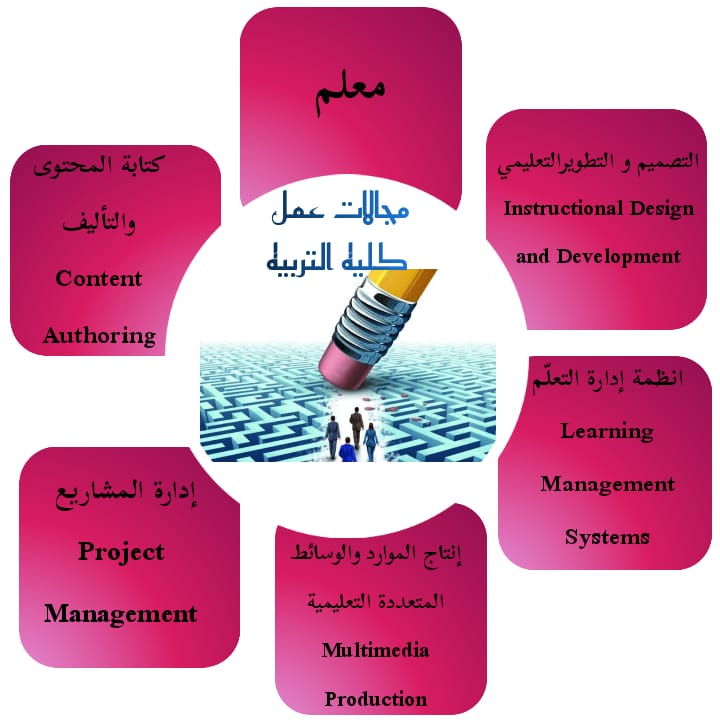 معلم
مجالات عمل
كلية التربية
التصميم و التطويرالتعليمي
Instructional Design
and Development
انظمة إدارة التعلّم
Learning
Management
Systems
إنتاج الموارد والوسائط
المتعددة التعليمية
Multimedia
Production
إدارة المشاريع
Project
Management
كتابة المحتوى
والتأليف
Content
Authoring